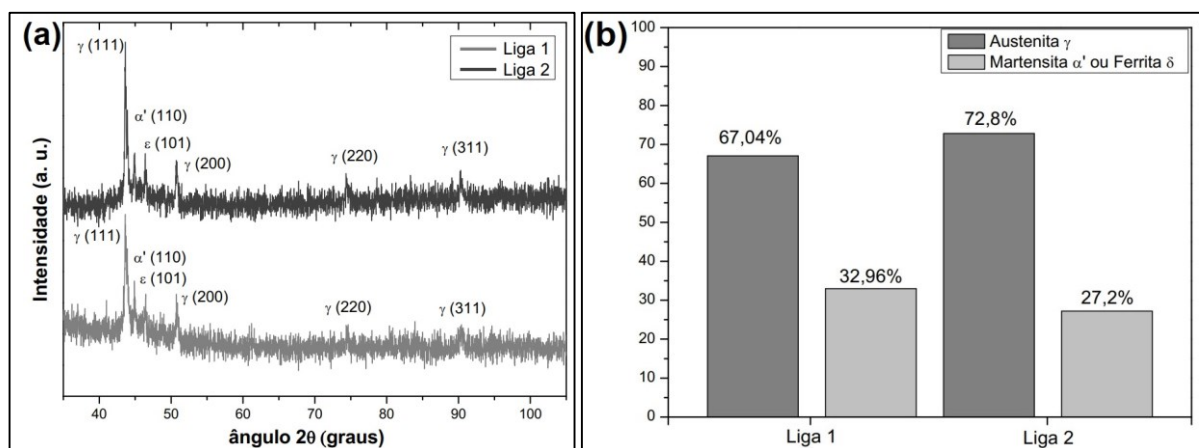 (a)
Liga 1
Liga 2
γ (111)
α' (110)
ε (101)
γ (200)
γ (220)
γ (311)
γ (111)
α' (110)
ε (101)
γ (200)
γ (220)
γ (311)
Intensidade (a. u.)
40 50 60 70 80 90 100
ângulo 2θ (graus)
(b)
Austenita γ
Martensita α' ou Ferrita δ
100
90
80
70
60
50
40
30
20
10
0
67,04%
32,96%
72,8%
27,2%
Liga 1 Liga 2